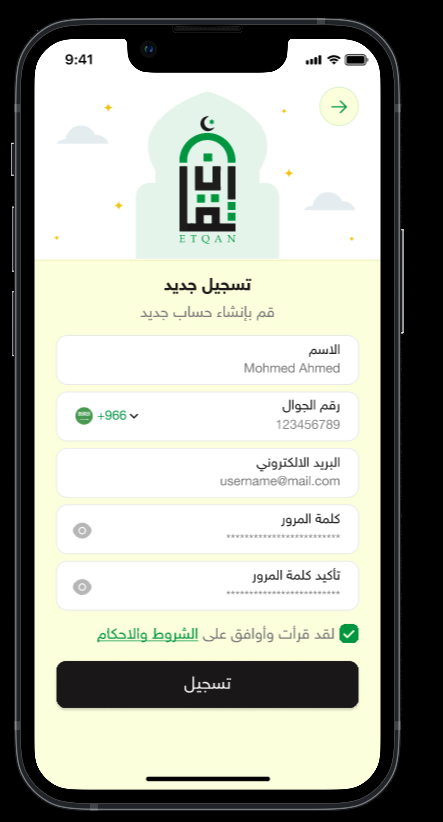 9:41
إتقان
ETQAN
تسجيل جديد
قم بإنشاء حساب جديد
الاسم
Mohmed Ahmed
رقم الجوال
+966
123456789
البريد الالكتروني
username@mail.com
كلمة المرور
*************************
تأكيد كلمة المرور
*************************
لقد قرأت وأوافق على الشروط والاحكام
تسجيل